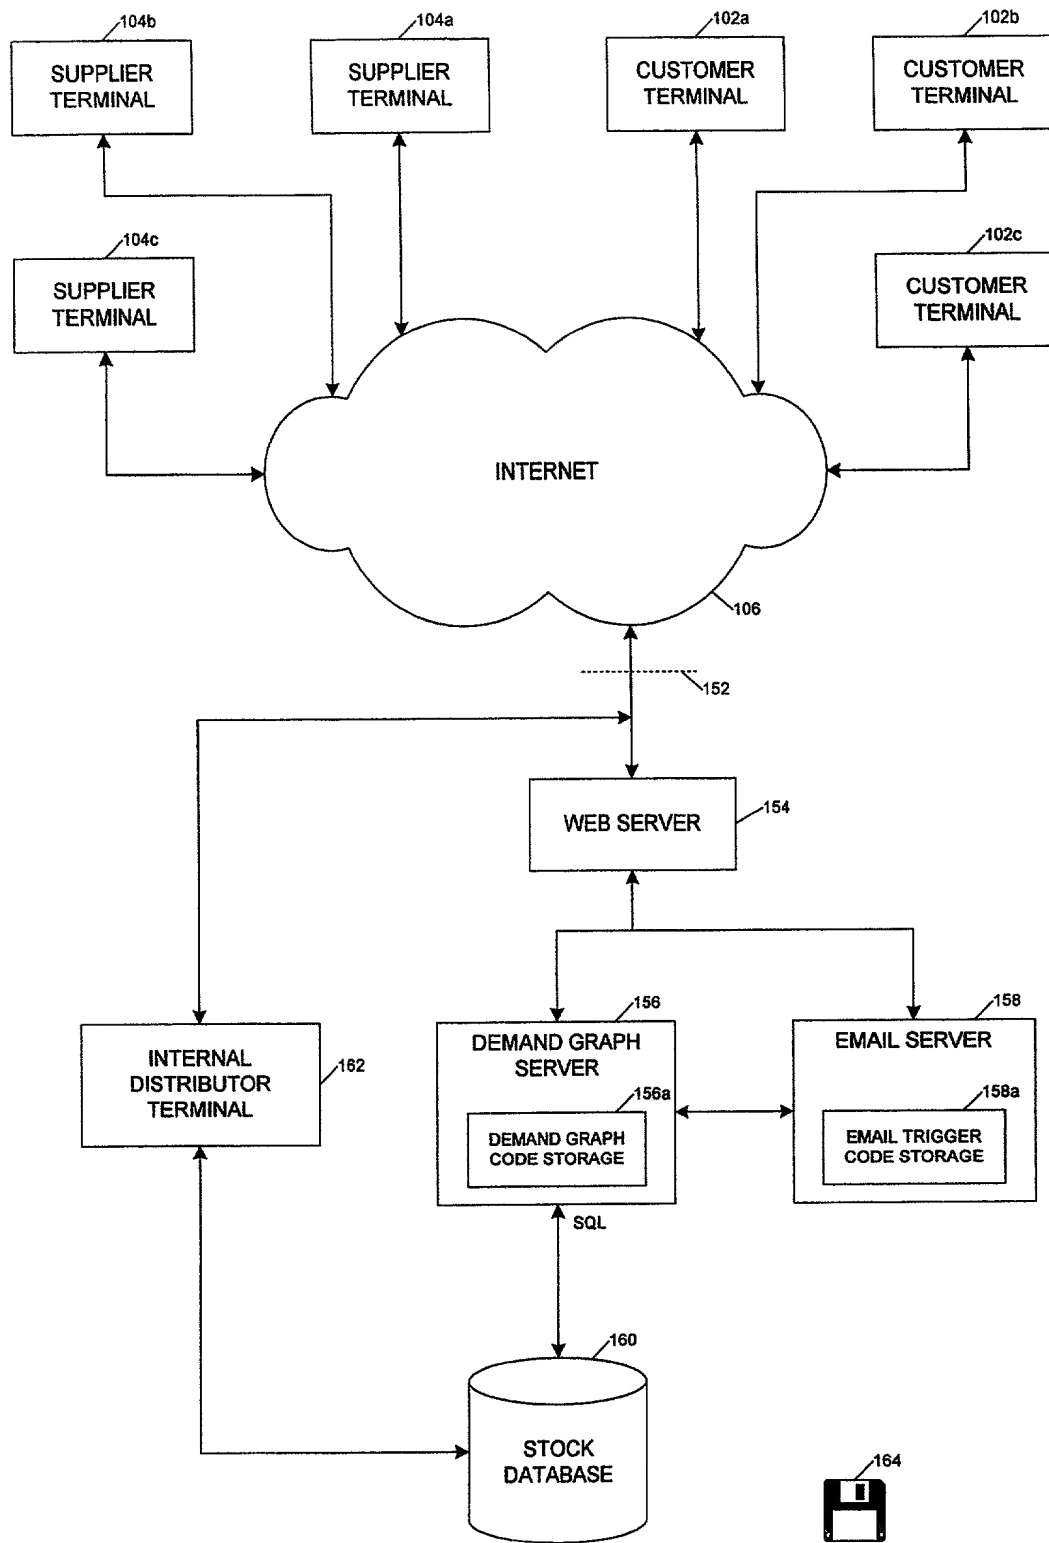 104b
SUPPLIER
TERMINAL
104a
SUPPLIER
TERMINAL
102a
CUSTOMER
TERMINAL
102b
CUSTOMER
TERMINAL
104c
SUPPLIER
TERMINAL
102c
CUSTOMER
TERMINAL
INTERNET
106
152
WEB SERVER
154
INTERNAL
DISTRIBUTOR
TERMINAL
162
156
DEMAND GRAPH
SERVER
156a
DEMAND GRAPH
CODE STORAGE
158
EMAIL SERVER
158a
EMAIL TRIGGER
CODE STORAGE
SQL
160
STOCK
DATABASE
164